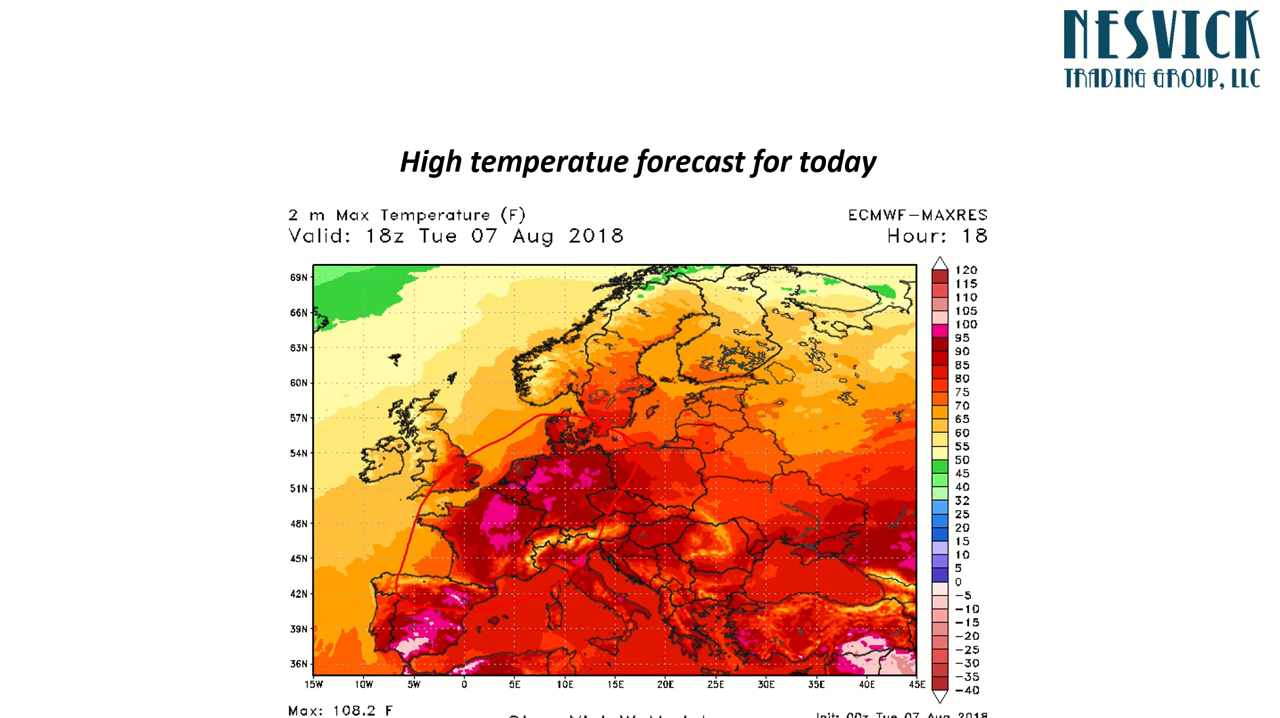 NESVICK
TRADING GROUP, LLC
High temperatue forecast for today
2 m Max Temperature (F)
ECMWF-MAXRES
Valid: 18z Tue 07 Aug 2018
Hour: 18
69N
66N
63N
60N
57N
54N
51N
48N
45N
42N
39N
36N
15W
10W
5W
0
5E
10E
15E
20E
25E
30E
35E
40E
45E
120
115
110
105
100
95
90
85
80
75
70
65
60
55
50
45
40
32
25
20
15
10
5
0
-5
-10
-15
-20
-25
-30
-35
-40
Max: 108.2 F
Init: 00z Tue 07 Aug 2018